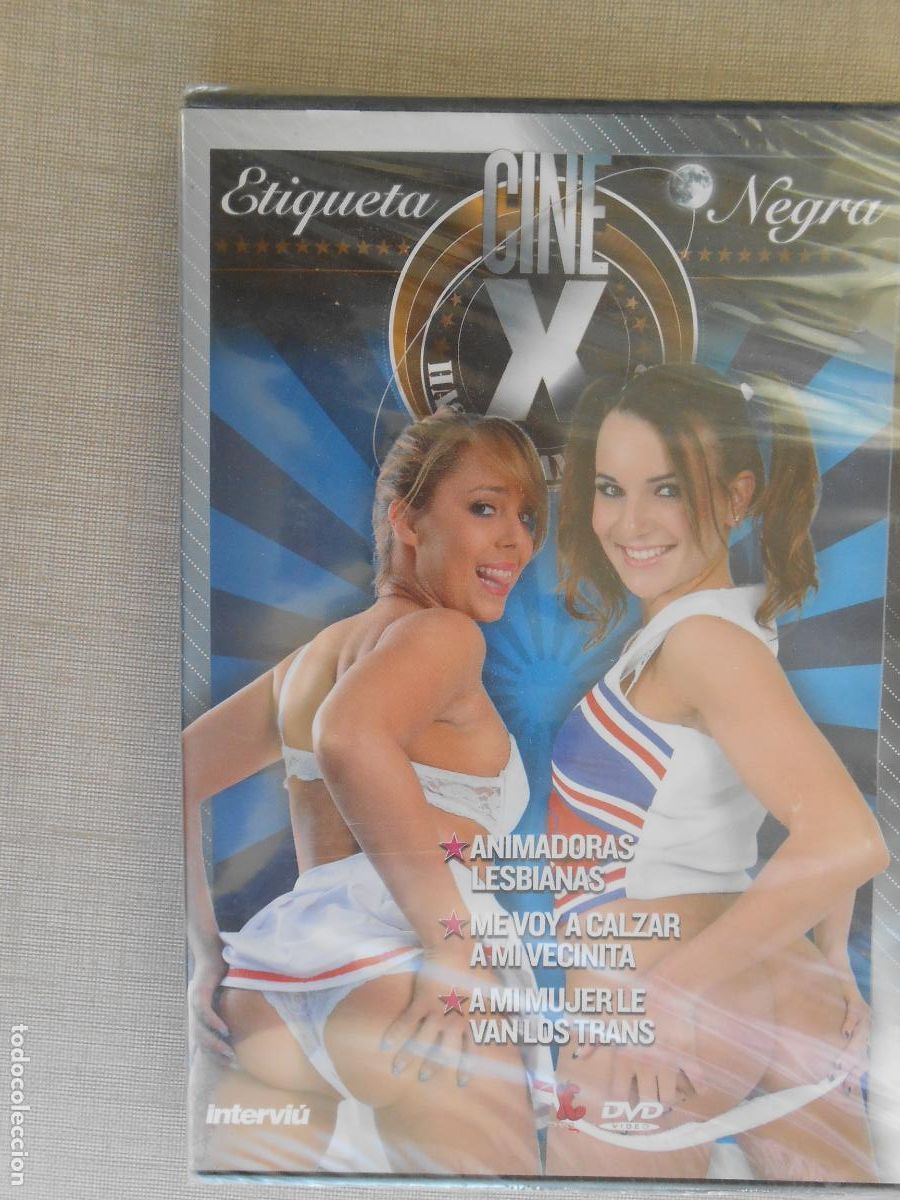 Etiqueta CINE Negra
X
★ANIMADORAS
LESBIANAS
★ME VOY A CALZAR
A MI VECINITA
★A MI MUJER LE
VAN LOS TRANS
interviú
DVD
VIDEO
todocoleccion